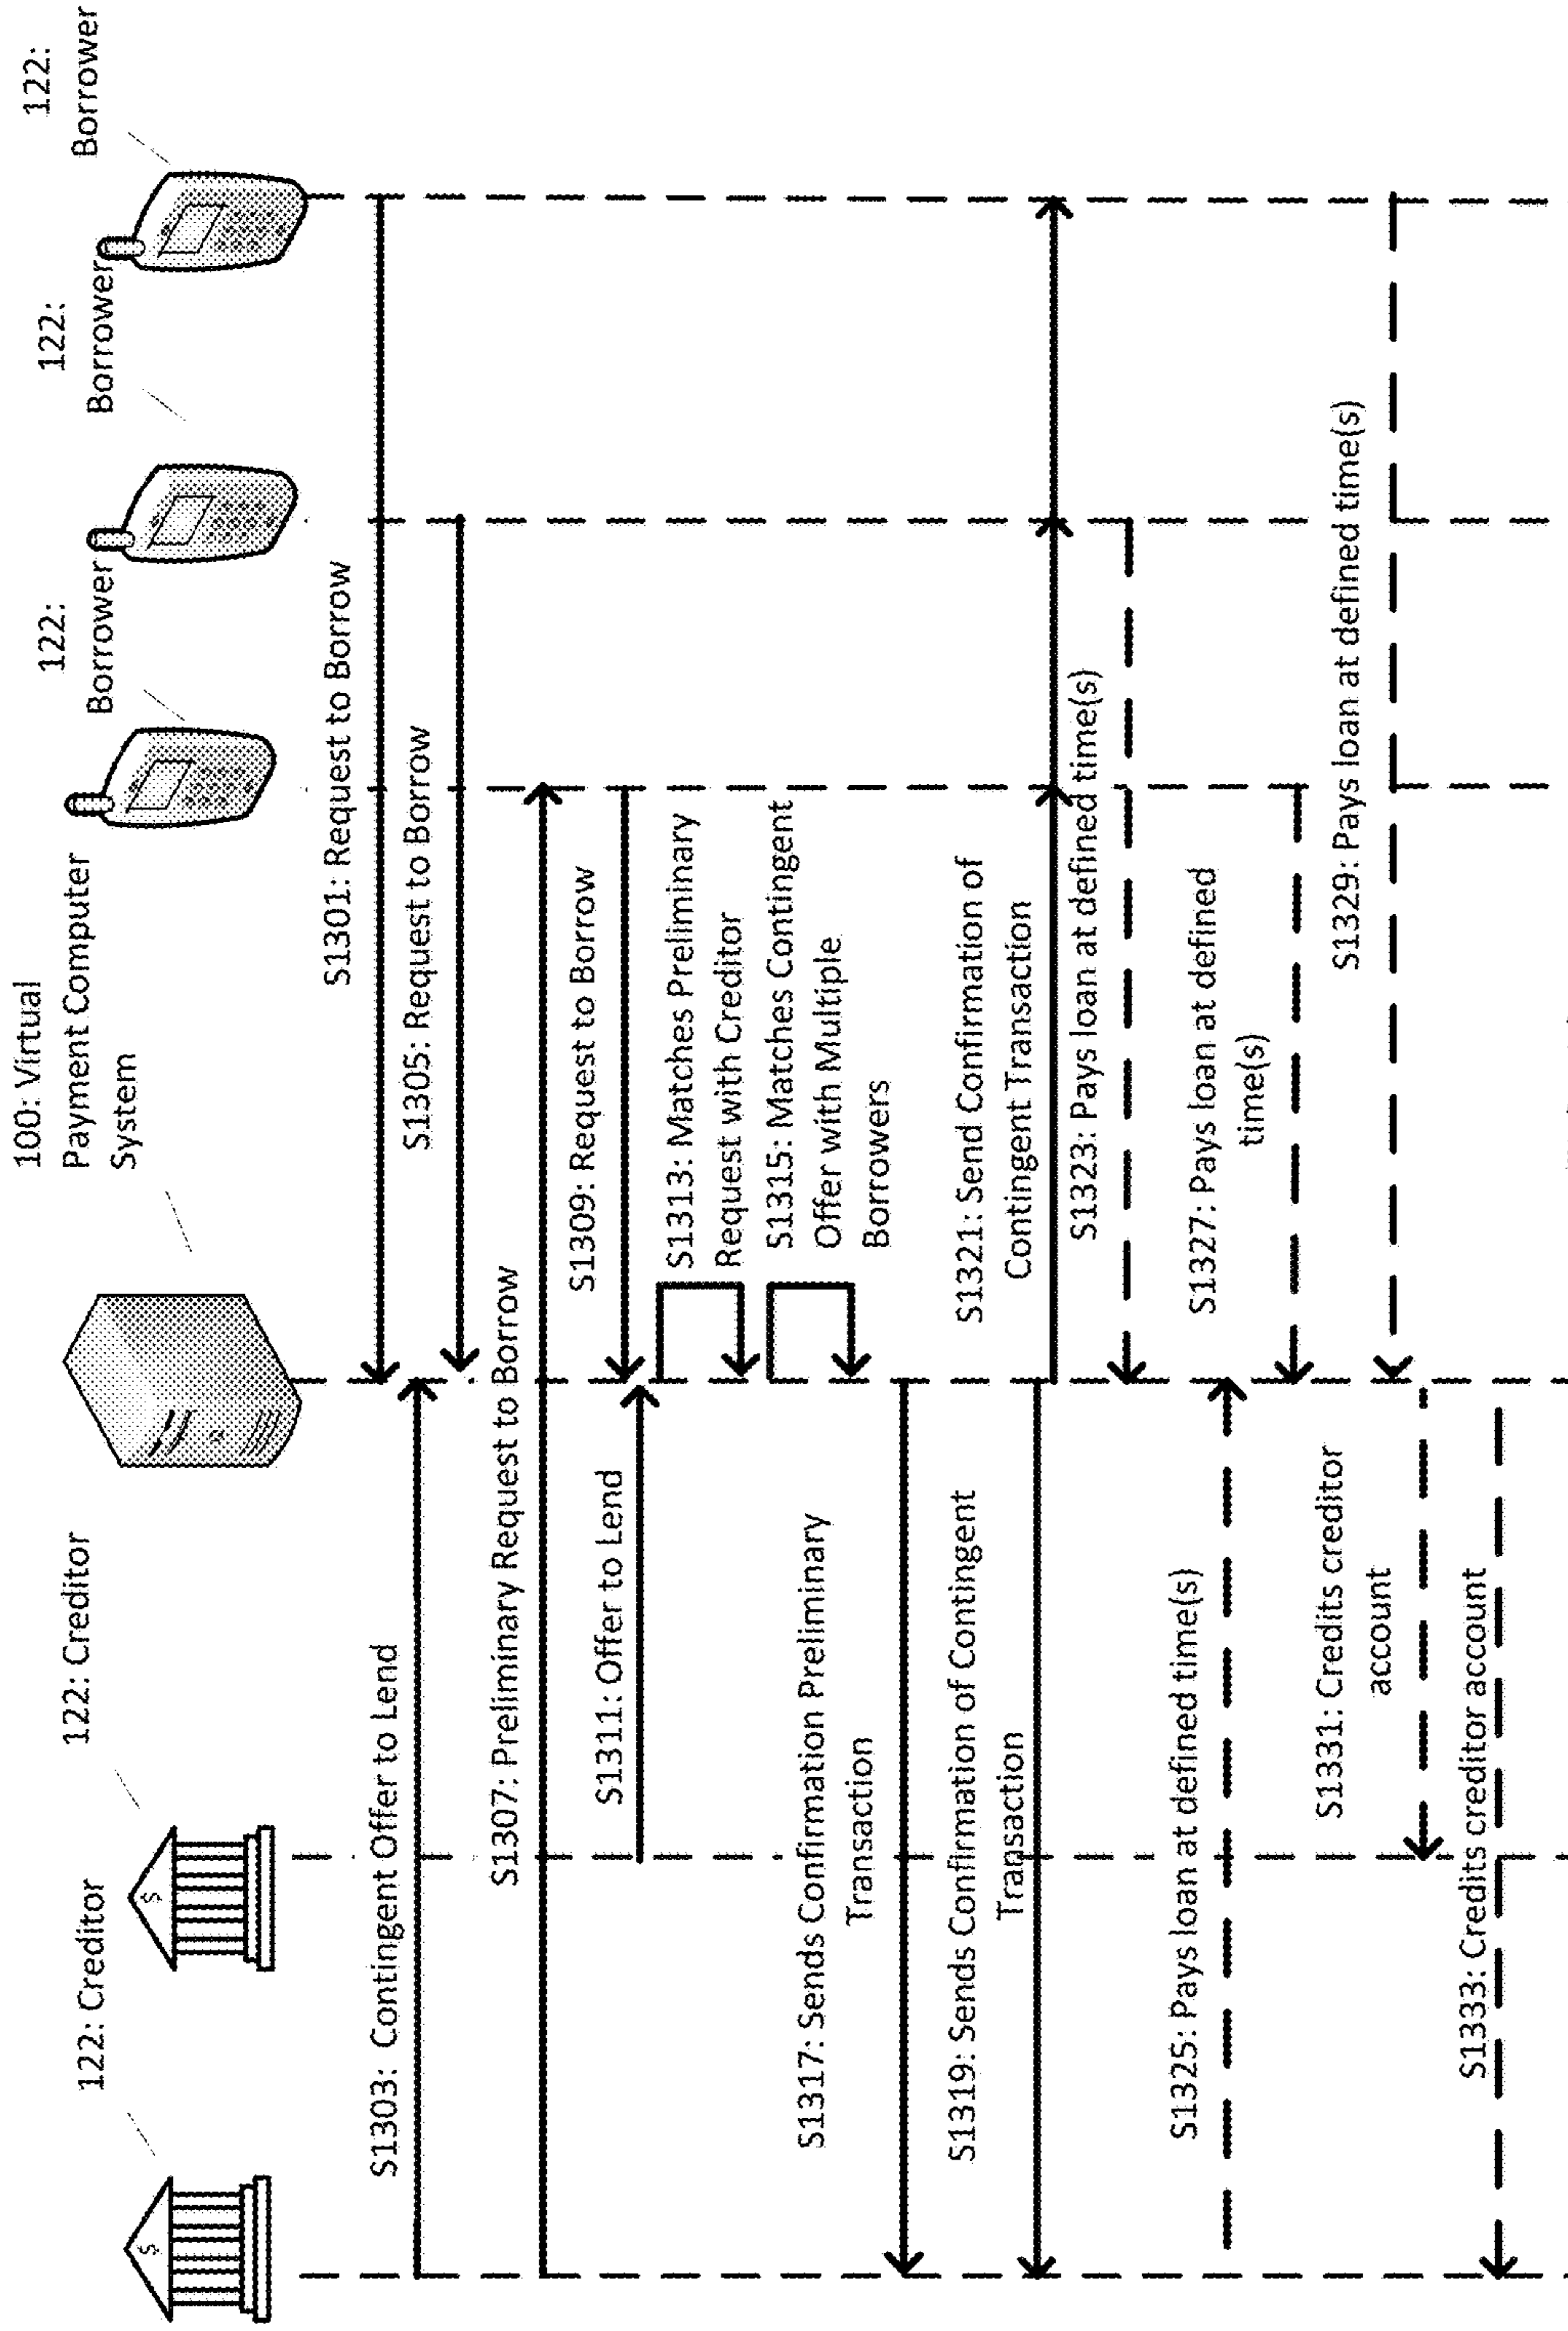 122: Creditor
122: Creditor
100: Virtual
Payment Computer
System
122:
Borrower
122:
Borrower
122:
Borrower
S1301: Request to Borrow
S1303: Contingent Offer to Lend
S1305: Request to Borrow
S1307: Preliminary Request to Borrow
S1309: Request to Borrow
S1311: Offer to Lend
S1313: Matches Preliminary
Request with Creditor
S1315: Matches Contingent
Offer with Multiple
Borrowers
S1317: Sends Confirmation Preliminary
Transaction
S1319: Sends Confirmation of Contingent
Transaction
S1321: Send Confirmation of
Contingent Transaction
S1323: Pays loan at defined time(s)
S1325: Pays loan at defined time(s)
S1327: Pays loan at defined
time(s)
S1329: Pays loan at defined time(s)
S1331: Credits creditor
account
S1333: Credits creditor account
$
$